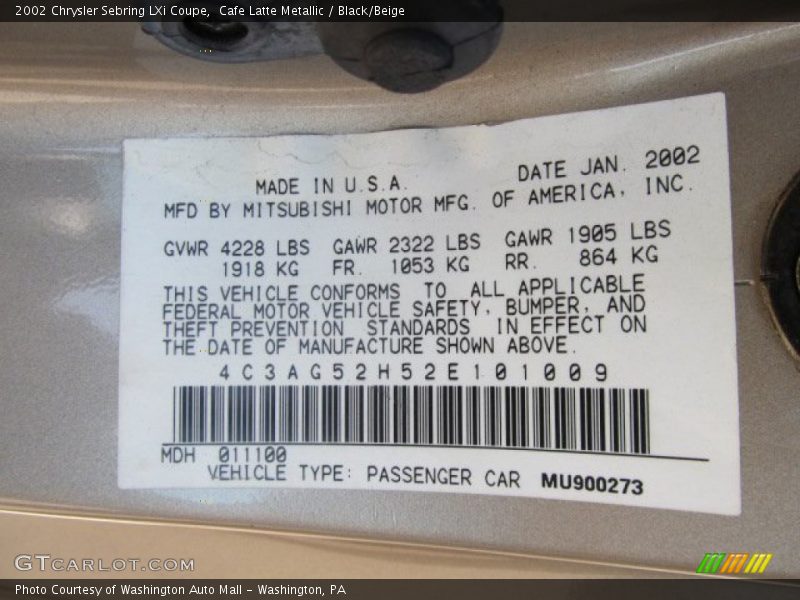 2002 Chrysler Sebring LXi Coupe, Cafe Latte Metallic / Black/Beige
MADE IN U.S.A. DATE JAN. 2002
MFD BY MITSUBISHI MOTOR MFG. OF AMERICA, INC.
GVWR 4228 LBS GAWR 2322 LBS GAWR 1905 LBS
1918 KG FR. 1053 KG RR. 864 KG
THIS VEHICLE CONFORMS TO ALL APPLICABLE
FEDERAL MOTOR VEHICLE SAFETY, BUMPER, AND
THEFT PREVENTION STANDARDS IN EFFECT ON
THE DATE OF MANUFACTURE SHOWN ABOVE.
4C3AG52H52E101009
MDH 011100
VEHICLE TYPE: PASSENGER CAR MU900273
GTCARLOT.COM
Photo Courtesy of Washington Auto Mall - Washington, PA